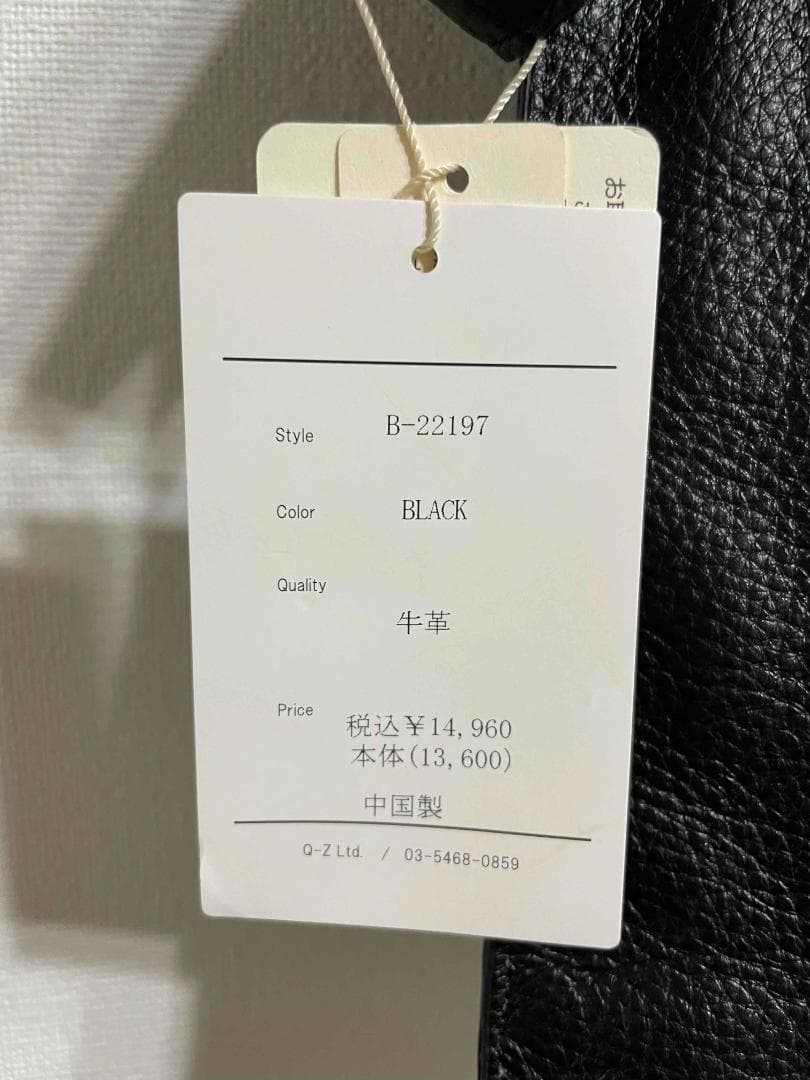 Style B-22197
Color BLACK
Quality
牛革
Price
税込¥14,960
本体(13,600)
中国製
Q-Z Ltd. / 03-5468-0859